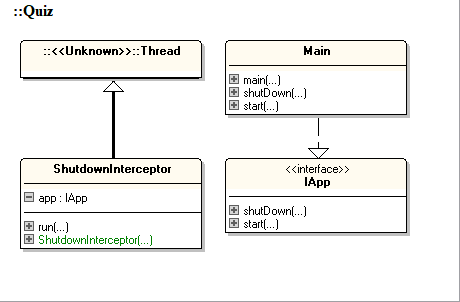 ::Quiz
::<<Unknown>>::Thread
Main
main(...)
shutDown(...)
start(...)
ShutdownInterceptor
app : IApp
run(...)
ShutdownInterceptor(...)
<<interface>>
IApp
shutDown(...)
start(...)